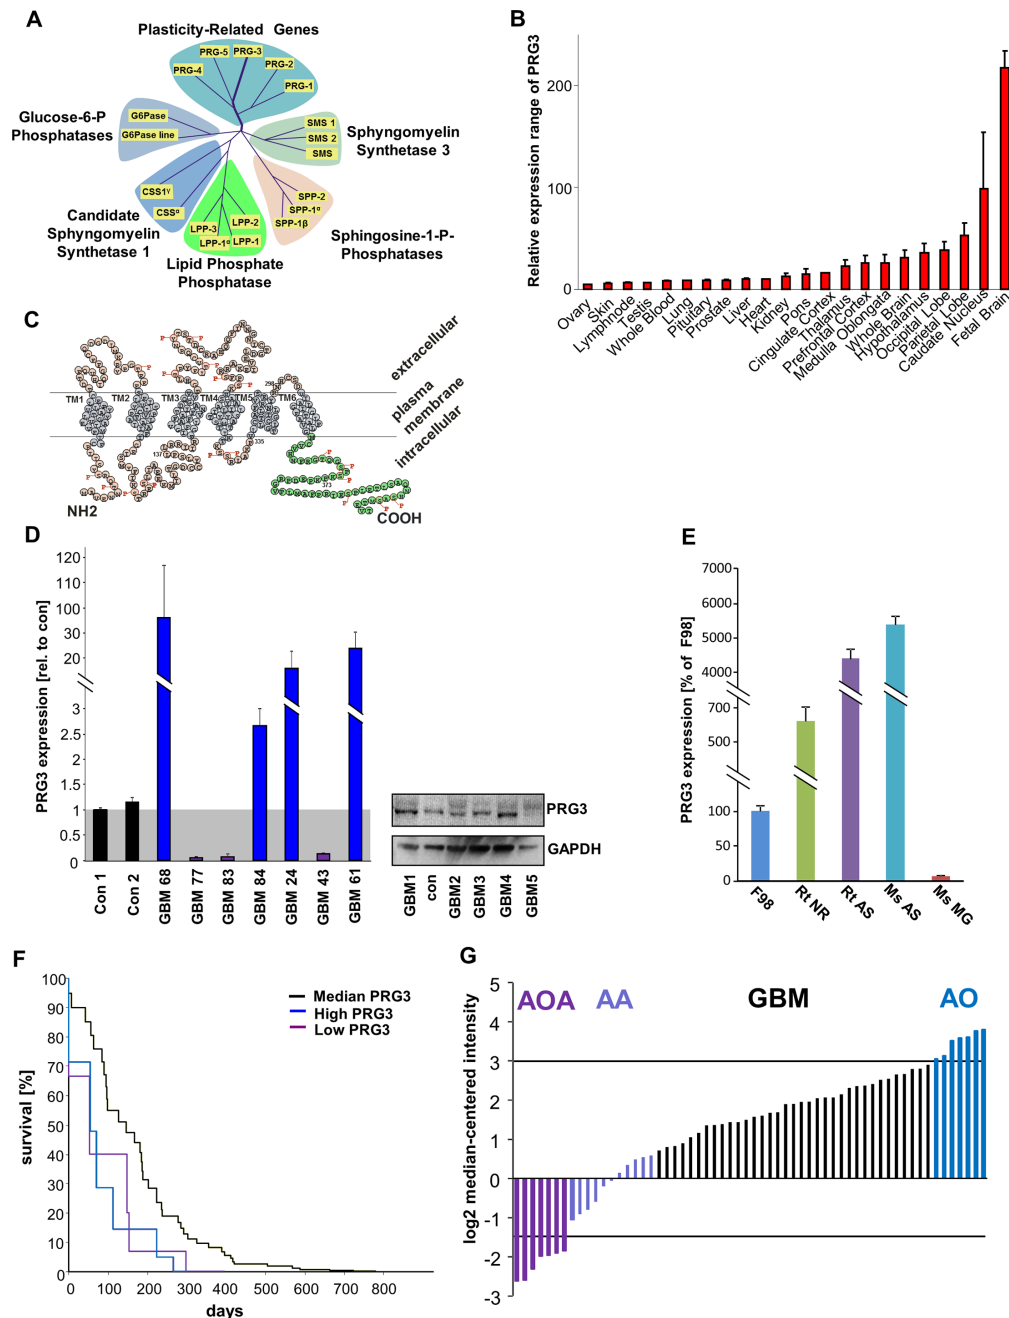 A
Plasticity-Related Genes
PRG-5
PRG-3
PRG-4
PRG-2
PRG-1
Glucose-6-P
Phosphatases
G6Pase
G6Pase line
SMS 1
SMS 2
SMS
Sphyngomyelin
Synthetase 3
CSS1γ
CSSα
Candidate
Sphyngomyelin
Synthetase 1
LPP-3
LPP-2
LPP-1α
LPP-1
Lipid Phosphate
Phosphatase
SPP-2
SPP-1α
SPP-1β
Sphingosine-1-P-
Phosphatases
B
Relative expression range of PRG3
200
100
0
Ovary
Skin
Lymphnode
Testis
Whole Blood
Lung
Pituitary
Prostate
Liver
Heart
Kidney
Pons
Cingulate Cortex
Thalamus
Prefrontal Cortex
Medulla Oblongata
Whole Brain
Hypothalamus
Occipital Lobe
Parietal Lobe
Caudate Nucleus
Fetal Brain
C
extracellular
plasma
membrane
intracellular
TM1
TM2
TM3
TM4
TM5
TM6
298
137
335
373
NH2
COOH
D
PRG3 expression [rel. to con]
120
110
100
30
20
3
2.5
2
1
0.5
0
Con 1
Con 2
GBM 68
GBM 77
GBM 83
GBM 84
GBM 24
GBM 43
GBM 61
PRG3
GAPDH
GBM1
con
GBM2
GBM3
GBM4
GBM5
E
PRG3 expression [% of F98]
7000
6000
5000
4000
700
500
100
50
0
F98
Rt NR
Rt AS
Ms AS
Ms MG
F
survival [%]
100
90
80
70
60
50
40
30
20
10
0
0
100
200
300
400
500
600
700
800
days
Median PRG3
High PRG3
Low PRG3
G
log2 median-centered intensity
5
4
3
2
1
0
-1
-2
-3
AOA
AA
GBM
AO